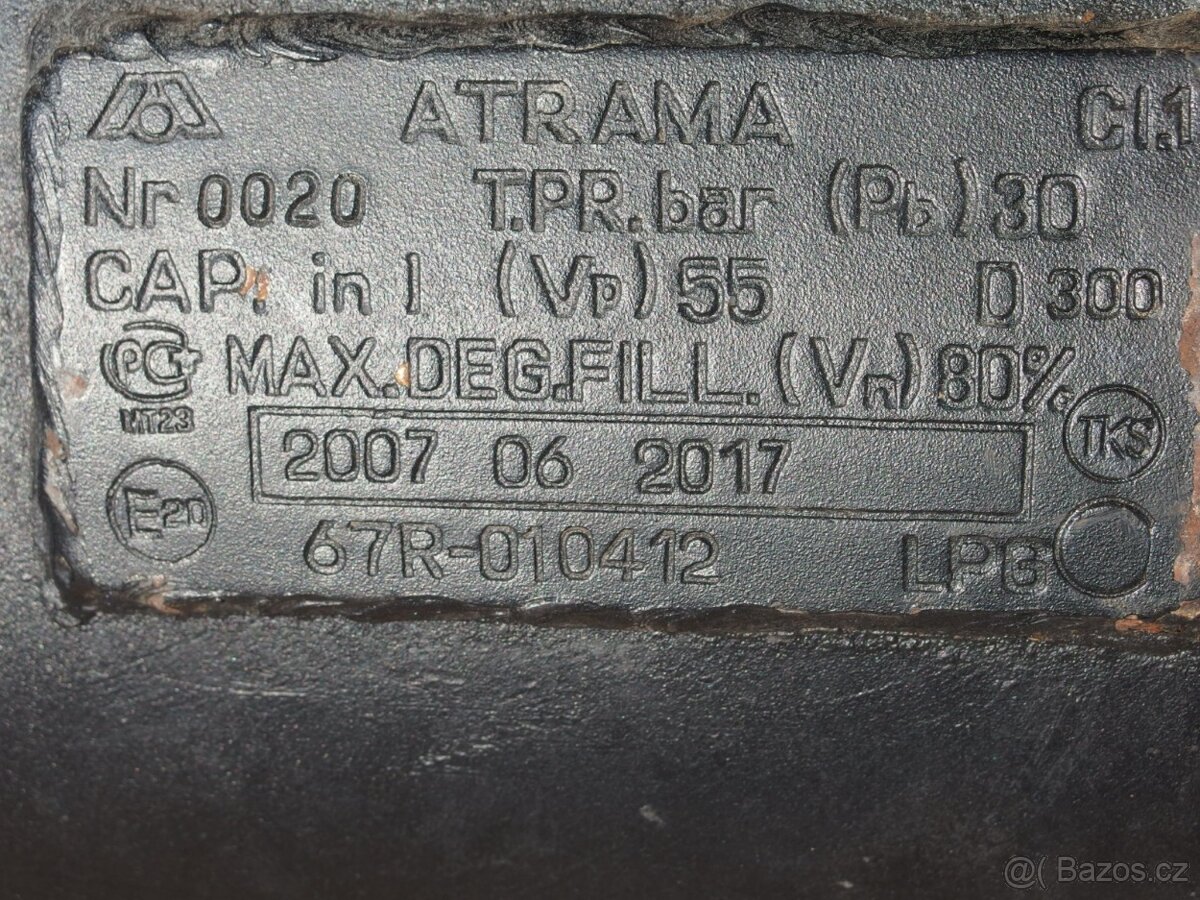 ATRAMA Cl.1
Nr 0020 T.PR.bar (Pb) 30
CAP. in l (Vp) 55 D 300
PCT MAX.DEG.FILL.(Vn) 80%
MT23
2007 06 2017 TKS
E20
67R-010412 LPG
@( Bazos.cz